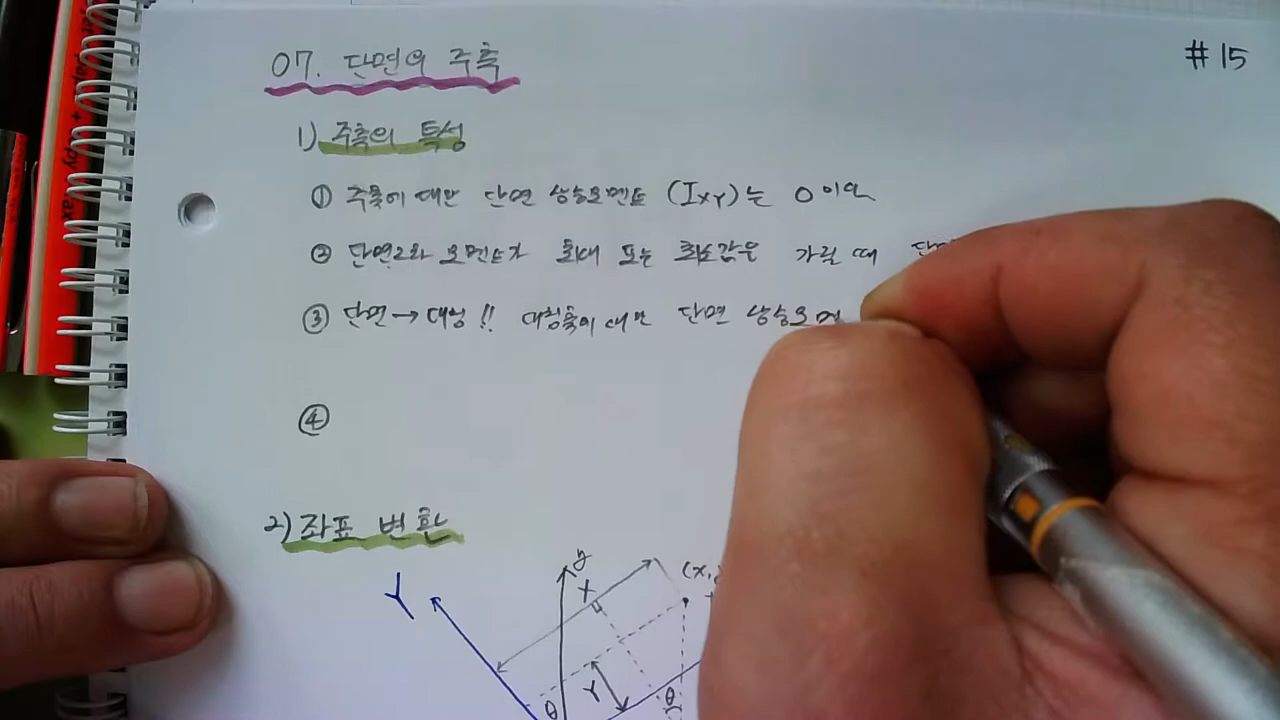 07. 단면의 주축
#15
1) 주축의 특성
① 주축에 대한 단면 상승모멘트 (IXY)는 0이다
② 단면2차 모멘트가 최대 또는 최소값을 가질 때
③ 단면→대칭!! 대칭축에 대한 단면 상승모멘
④
2) 좌표 변환
Y
y
X
(x,
Y
θ
θ